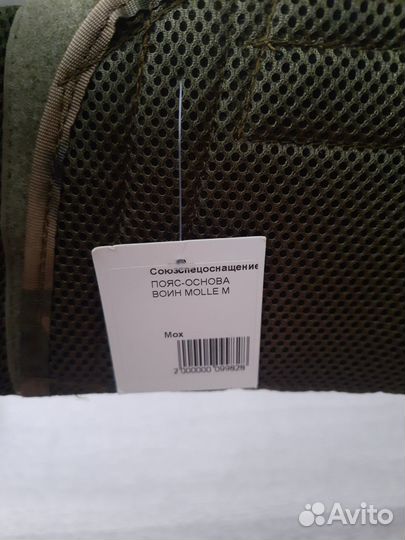 Союзспецоснащение
ПОЯС-ОСНОВА
ВОИН MOLLE M
Мох
2 000000 099828
Avito